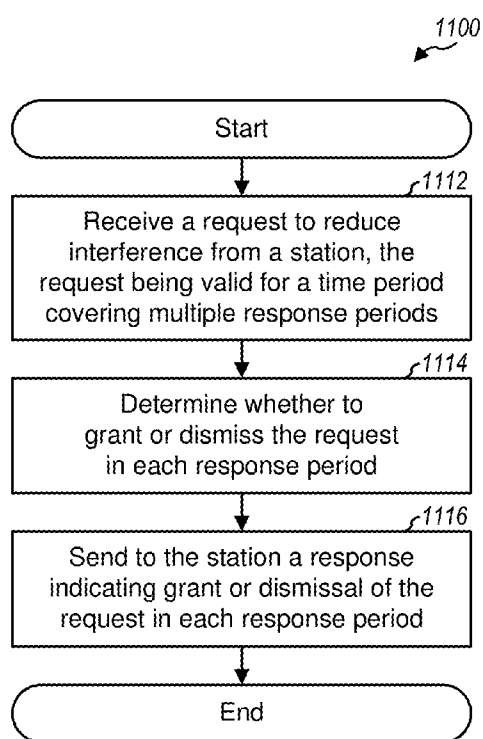 1100
Start
1112
Receive a request to reduce
interference from a station, the
request being valid for a time period
covering multiple response periods
1114
Determine whether to
grant or dismiss the request
in each response period
1116
Send to the station a response
indicating grant or dismissal of the
request in each response period
End